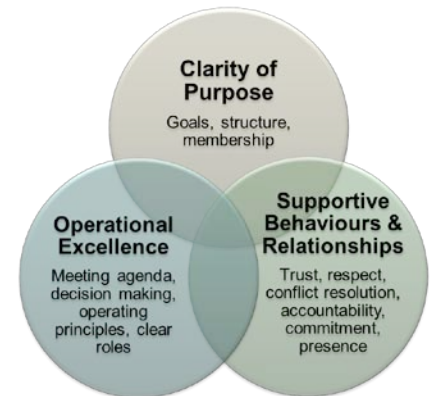 Clarity of
Purpose
Goals, structure,
membership
Operational
Excellence
Meeting agenda,
decision making,
operating
principles, clear
roles
Supportive
Behaviours &
Relationships
Trust, respect,
conflict resolution,
accountability,
commitment,
presence